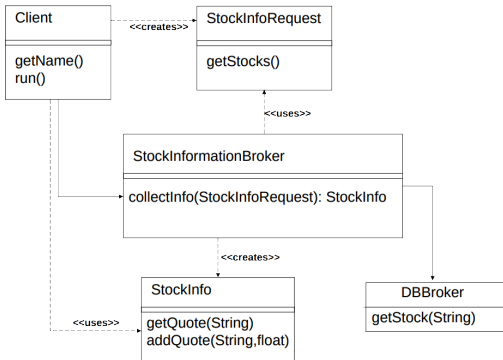 Client
StockInfoRequest
<<creates>>
getName()
run()
getStocks()
<<uses>>
StockInformationBroker
collectInfo(StockInfoRequest): StockInfo
<<creates>>
StockInfo
DBBroker
<<uses>>
getQuote(String)
addQuote(String,float)
getStock(String)